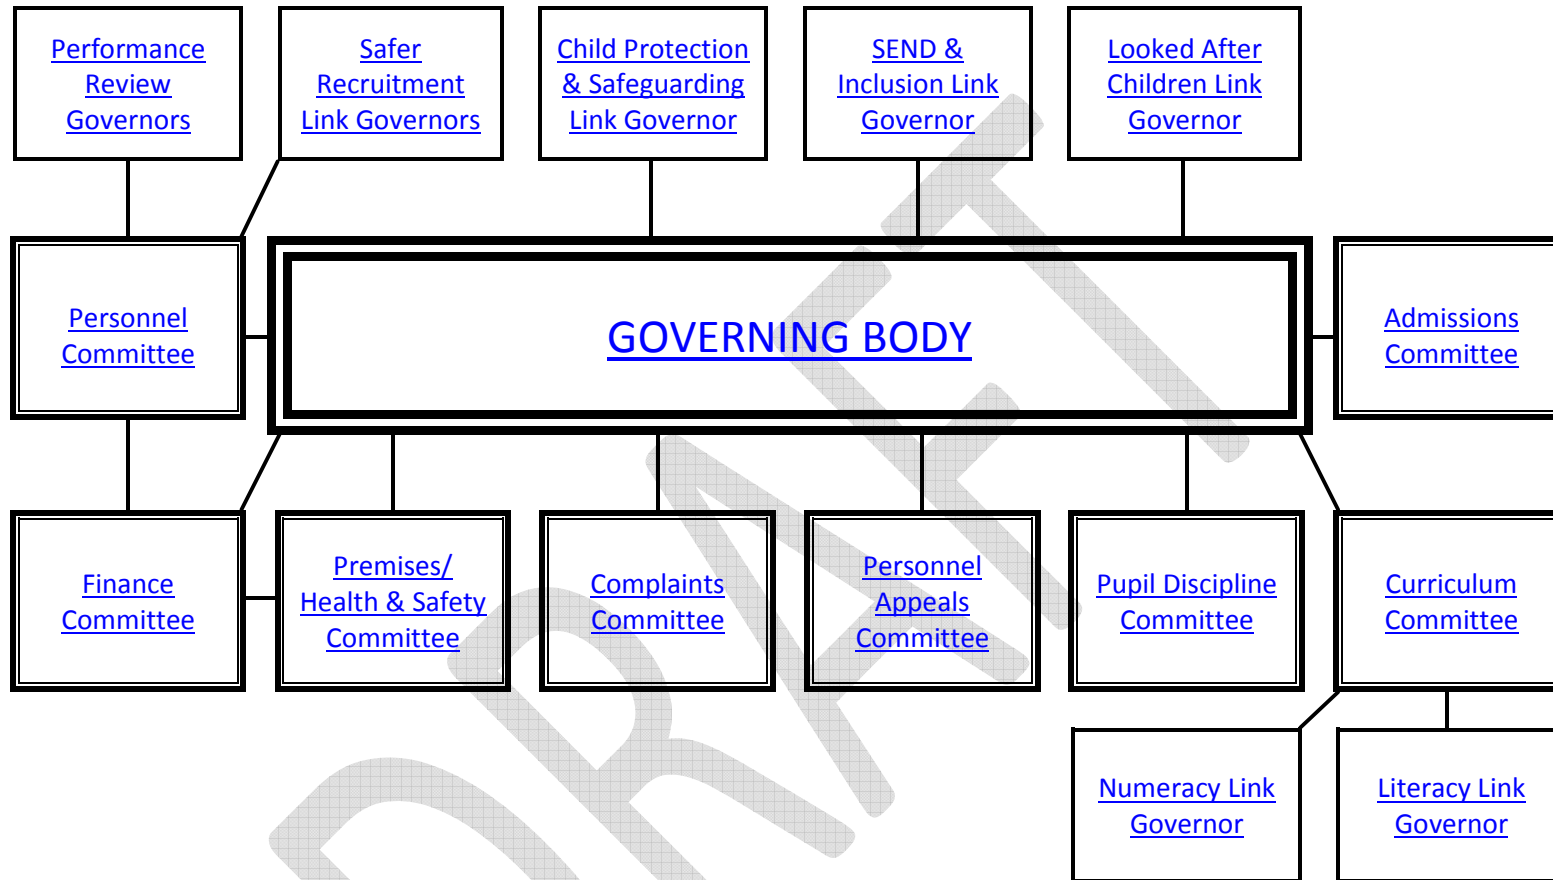 Performance
Review
Governors
Safer
Recruitment
Link Governors
Child Protection
& Safeguarding
Link Governor
SEND &
Inclusion Link
Governor
Looked After
Children Link
Governor
Personnel
Committee
GOVERNING BODY
Admissions
Committee
Finance
Committee
Premises/
Health & Safety
Committee
Complaints
Committee
Personnel
Appeals
Committee
Pupil Discipline
Committee
Curriculum
Committee
Numeracy Link
Governor
Literacy Link
Governor
DRAFT